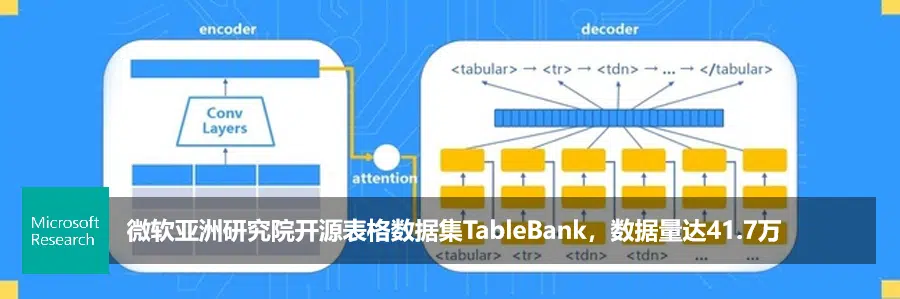 encoder
decoder
<tabular> → <tr> → <tdn> → ... → </tabular>
Conv
Layers
attention
Microsoft
Research
微软亚洲研究院开源表格数据集TableBank，数据量达41.7万
<tabular> <tr> <tdn> <tdn> ... ...